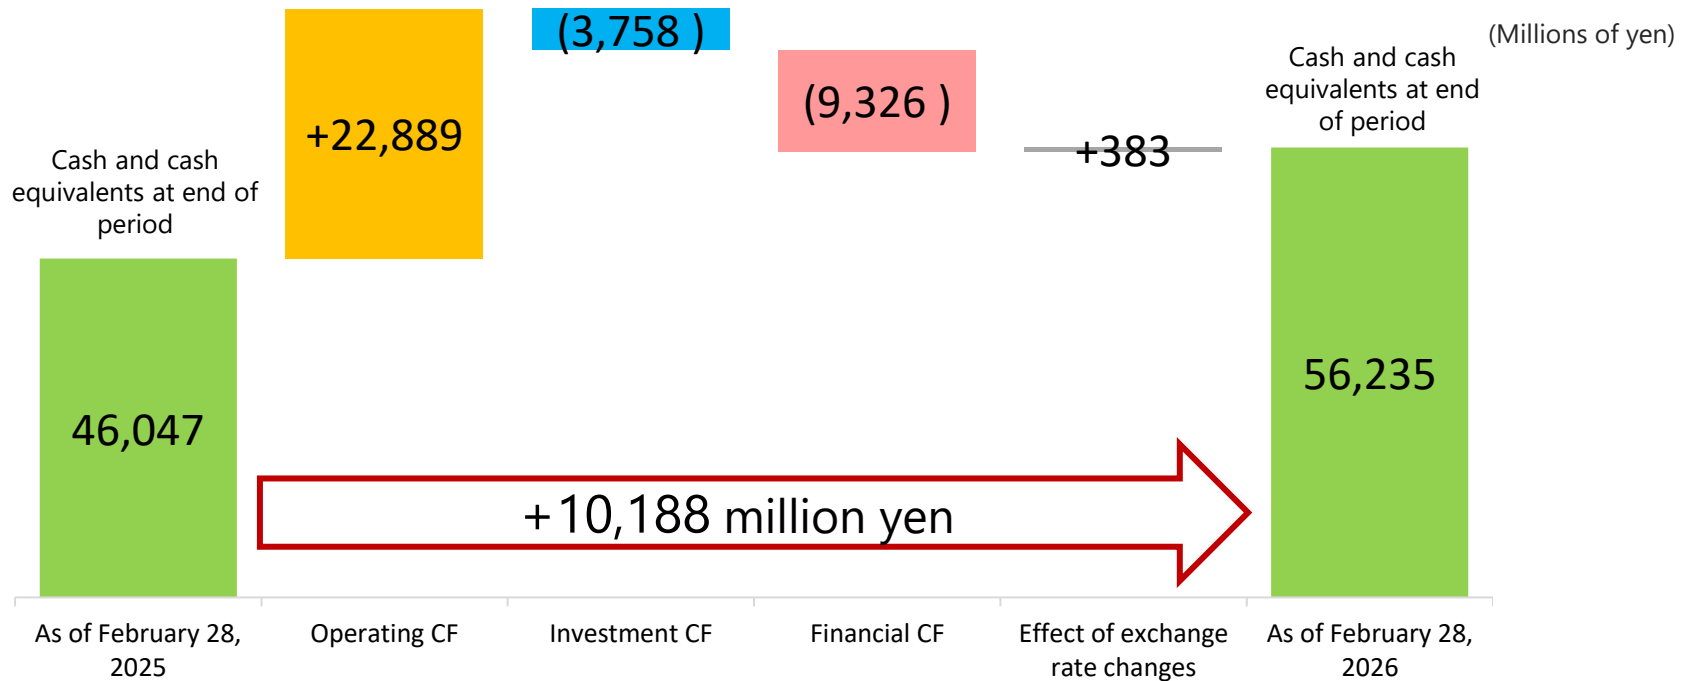 (Millions of yen)
Cash and cash
equivalents at end of
period
46,047
+22,889
(3,758 )
(9,326 )
+383
Cash and cash
equivalents at end
of period
56,235
+10,188 million yen
As of February 28,
2025
Operating CF
Investment CF
Financial CF
Effect of exchange
rate changes
As of February 28,
2026